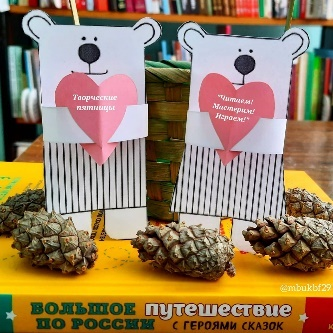 Творческие
пятницы
"Читаем!
Мастерим!
Играем!"
@mbukbf29
БОЛЬШОЕ путешествие
ПО РОССИИ С ГЕРОЯМИ СКАЗОК